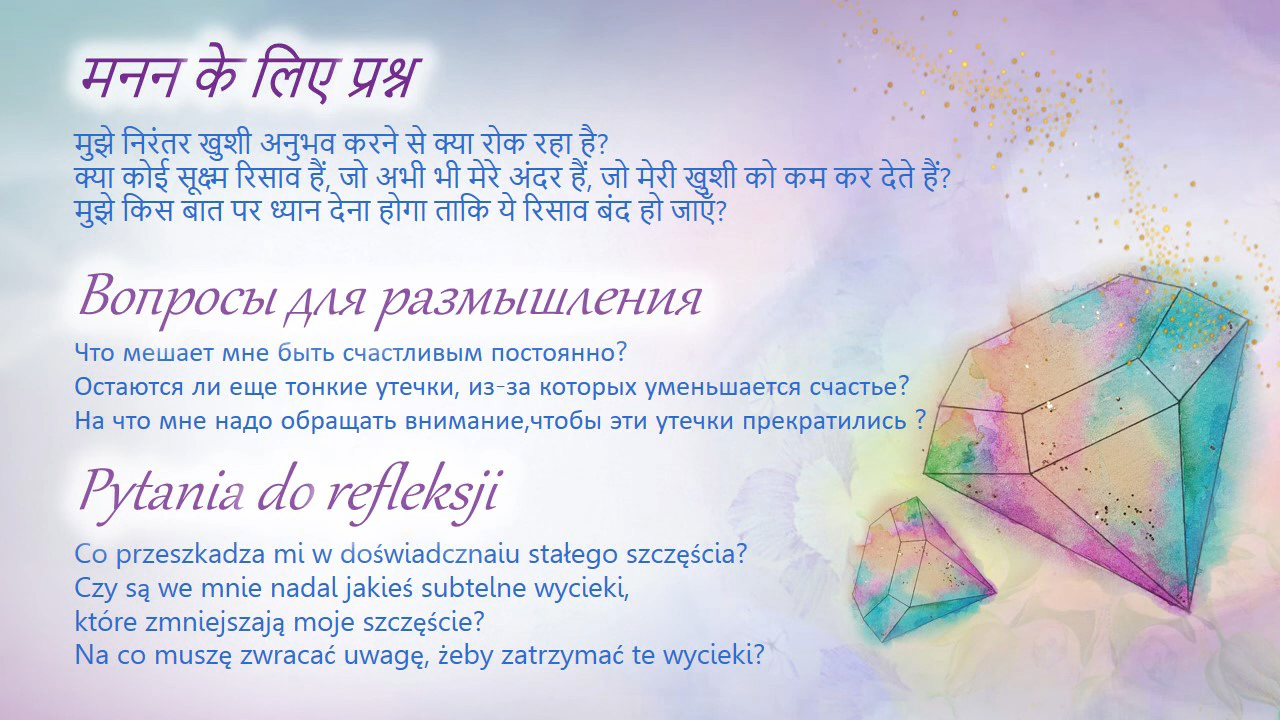 मनन के लिए प्रश्न
मुझे निरंतर खुशी अनुभव करने से क्या रोक रहा है?
क्या कोई सूक्ष्म रिसाव हैं, जो अभी भी मेरे अंदर हैं, जो मेरी खुशी को कम कर देते हैं?
मुझे किस बात पर ध्यान देना होगा ताकि ये रिसाव बंद हो जाएँ?
Вопросы для размышления
Что мешает мне быть счастливым постоянно?
Остаются ли еще тонкие утечки, из-за которых уменьшается счастье?
На что мне надо обращать внимание,чтобы эти утечки прекратились ?
Pytania do refleksji
Co przeszkadza mi w doświadcznaiu stałego szczęścia?
Czy są we mnie nadal jakieś subtelne wycieki,
które zmniejszają moje szczęście?
Na co muszę zwracać uwagę, żeby zatrzymać te wycieki?